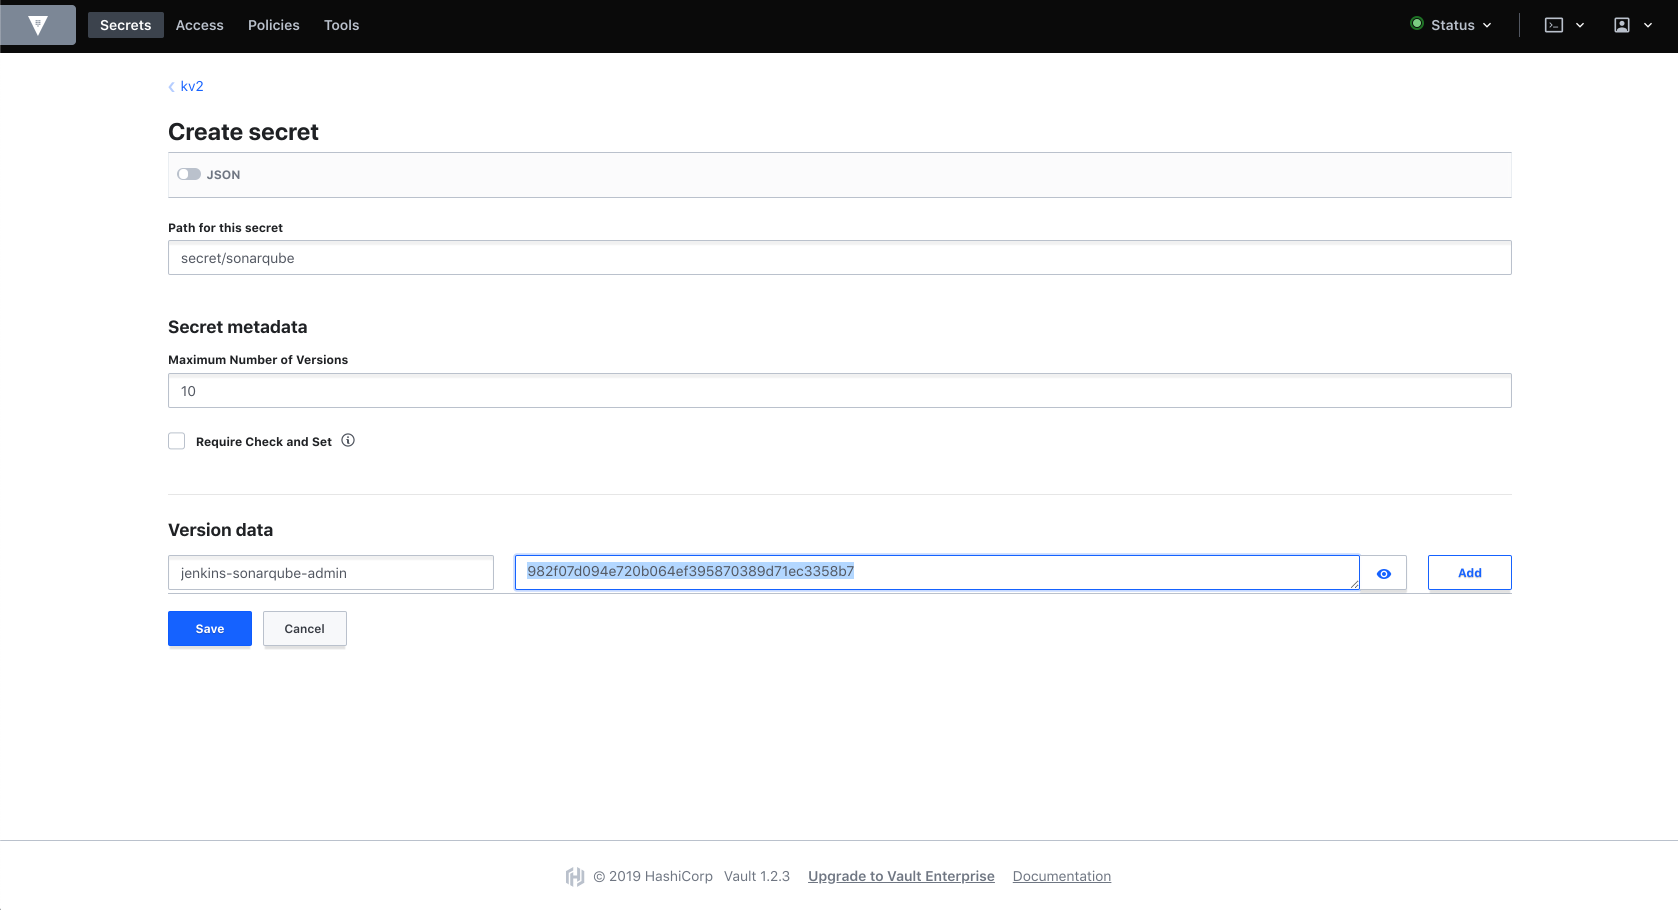 Secrets Access Policies Tools Status
kv2
Create secret
JSON
Path for this secret
secret/sonarqube
Secret metadata
Maximum Number of Versions
10
Require Check and Set
Version data
jenkins-sonarqube-admin 982f07d094e720b064ef395870389d71ec3358b7 Add
Save Cancel
© 2019 HashiCorp Vault 1.2.3 Upgrade to Vault Enterprise Documentation